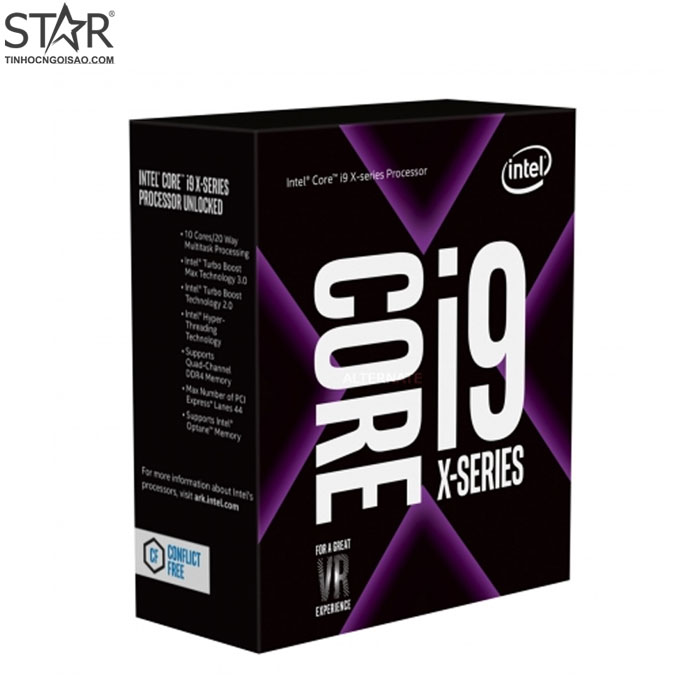 STAR®
TINHOCNGOISAO.COM
INTEL® CORE™ i9 X-SERIES
PROCESSOR UNLOCKED
• 10 Cores/20 Way
Multitask Processing
• Intel® Turbo Boost
Max Technology 3.0
• Intel® Turbo Boost
Technology 2.0
• Intel® Hyper-
Threading
Technology
• Supports
Quad-Channel
DDR4 Memory
• Max Number of PCI
Express® Lanes 44
• Supports Intel®
Optane™ Memory
For more information about Intel's
processors, visit ark.intel.com
CF CONFLICT
FREE
Intel® Core™ i9 X-series Processor
intel
CORE
i9
X-SERIES
ALTERNATE
FOR A GREAT
VR
EXPERIENCE